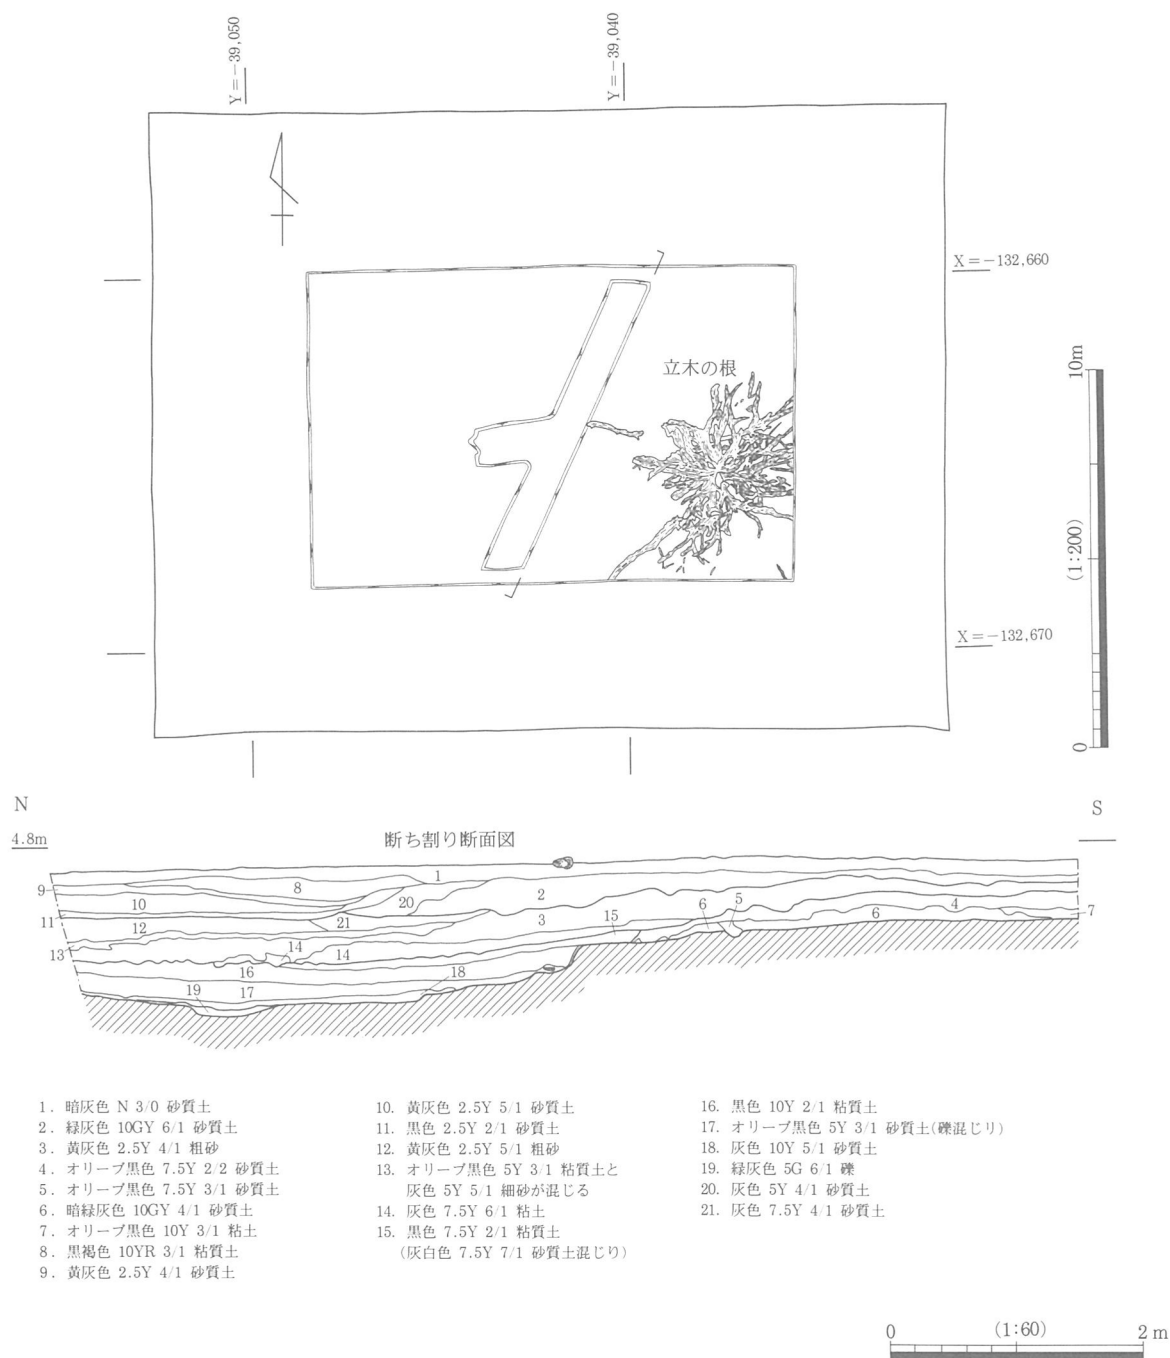 Y=-39,050
Y=-39,040
X=-132,660
立木の根
10m
(1:200)
0
X=-132,670
N
S
4.8m
断ち割り断面図
1
8
9
2
10
20
5
4
6
6
7
11
21
3
15
12
14
14
13
16
18
19
17
1. 暗灰色 N 3/0 砂質土
2. 緑灰色 10GY 6/1 砂質土
3. 黄灰色 2.5Y 4/1 粗砂
4. オリーブ黒色 7.5Y 2/2 砂質土
5. オリーブ黒色 7.5Y 3/1 砂質土
6. 暗緑灰色 10GY 4/1 砂質土
7. オリーブ黒色 10Y 3/1 粘土
8. 黒褐色 10YR 3/1 粘質土
9. 黄灰色 2.5Y 4/1 砂質土
10. 黄灰色 2.5Y 5/1 砂質土
11. 黒色 2.5Y 2/1 砂質土
12. 黄灰色 2.5Y 5/1 粗砂
13. オリーブ黒色 5Y 3/1 粘質土と
灰色 5Y 5/1 細砂が混じる
14. 灰色 7.5Y 6/1 粘土
15. 黒色 7.5Y 2/1 粘質土
(灰白色 7.5Y 7/1 砂質土混じり)
16. 黒色 10Y 2/1 粘質土
17. オリーブ黒色 5Y 3/1 砂質土(礫混じり)
18. 灰色 10Y 5/1 砂質土
19. 緑灰色 5G 6/1 礫
20. 灰色 5Y 4/1 砂質土
21. 灰色 7.5Y 4/1 砂質土
0
(1:60)
2 m